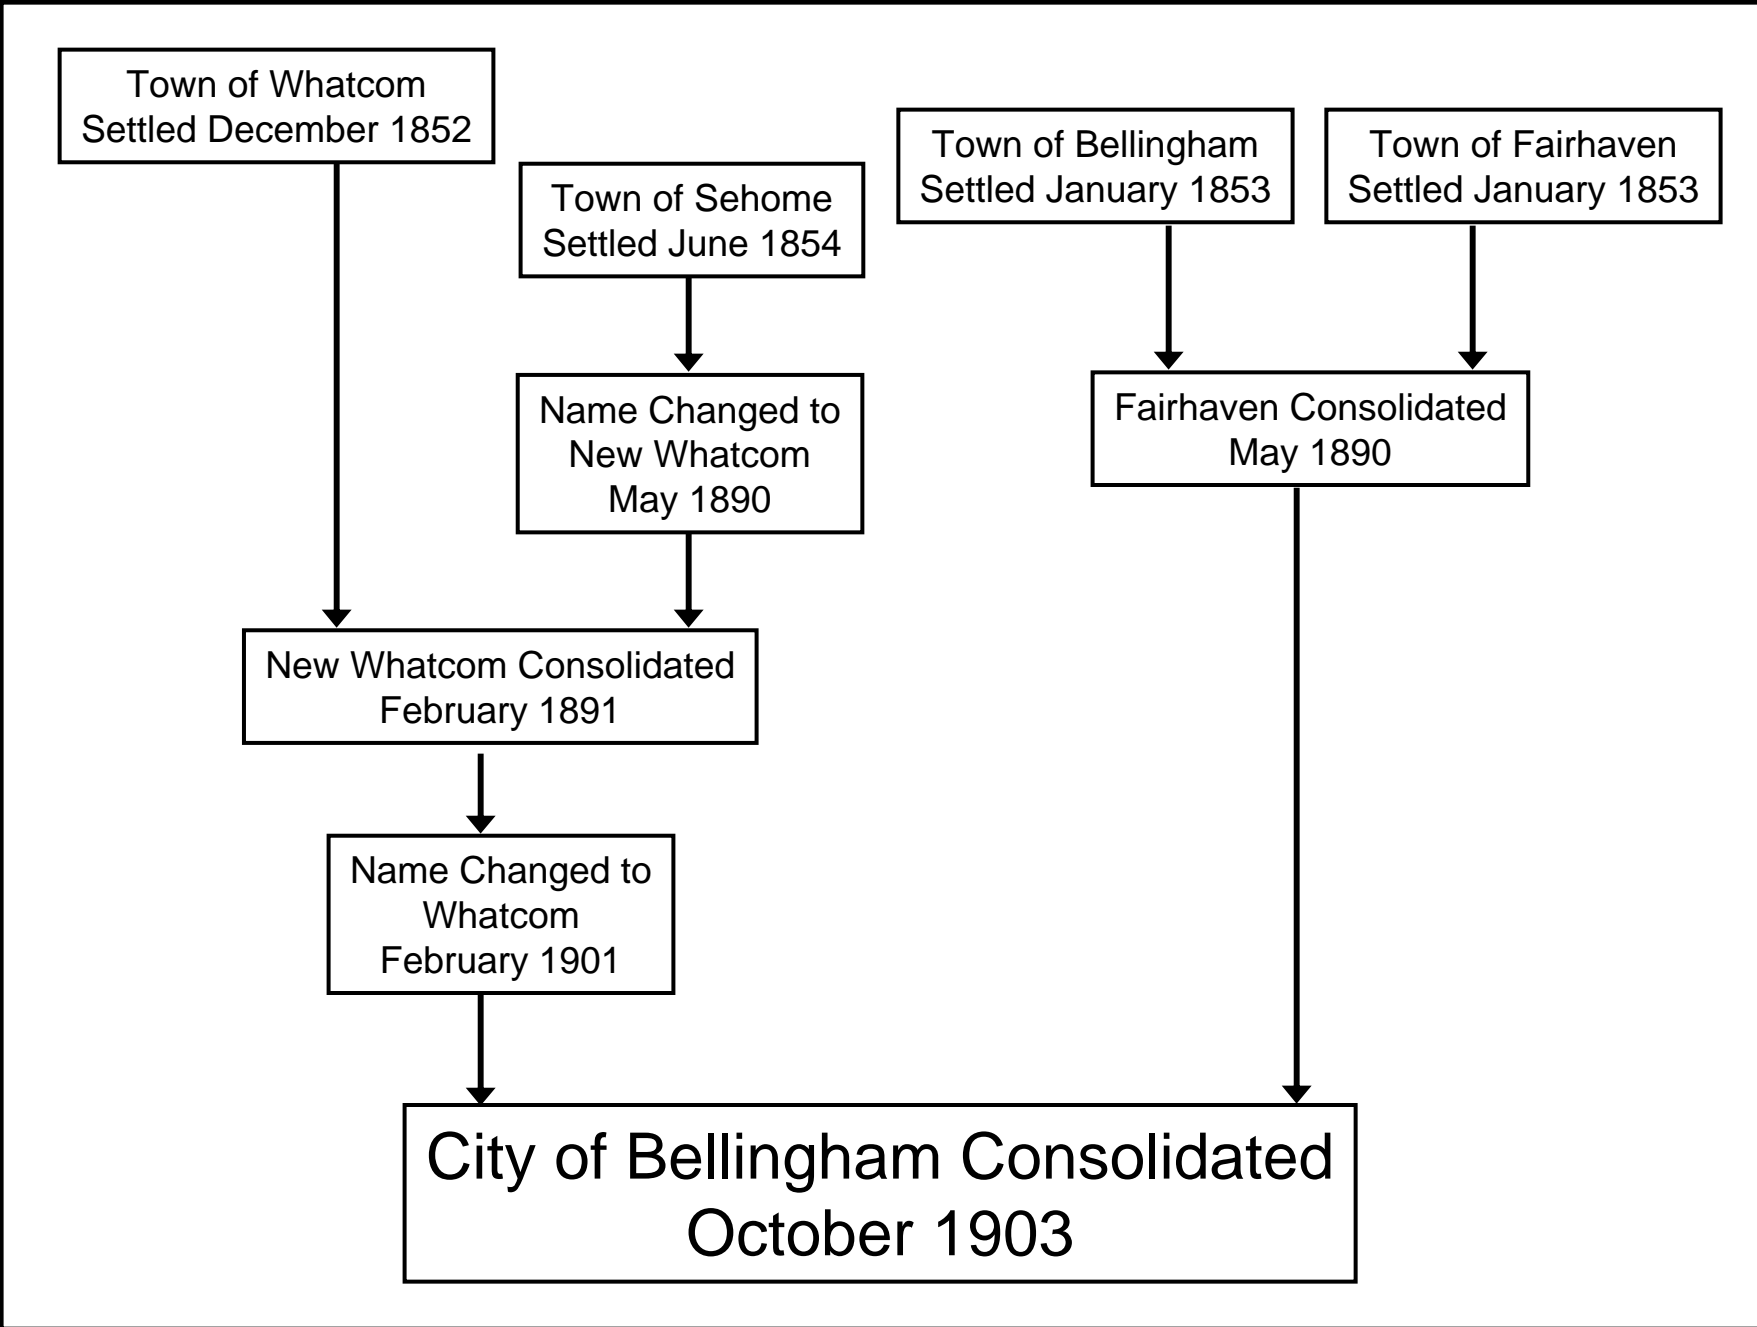 Town of Whatcom
Settled December 1852
Town of Sehome
Settled June 1854
Town of Bellingham
Settled January 1853
Town of Fairhaven
Settled January 1853
Name Changed to
New Whatcom
May 1890
Fairhaven Consolidated
May 1890
New Whatcom Consolidated
February 1891
Name Changed to
Whatcom
February 1901
City of Bellingham Consolidated
October 1903